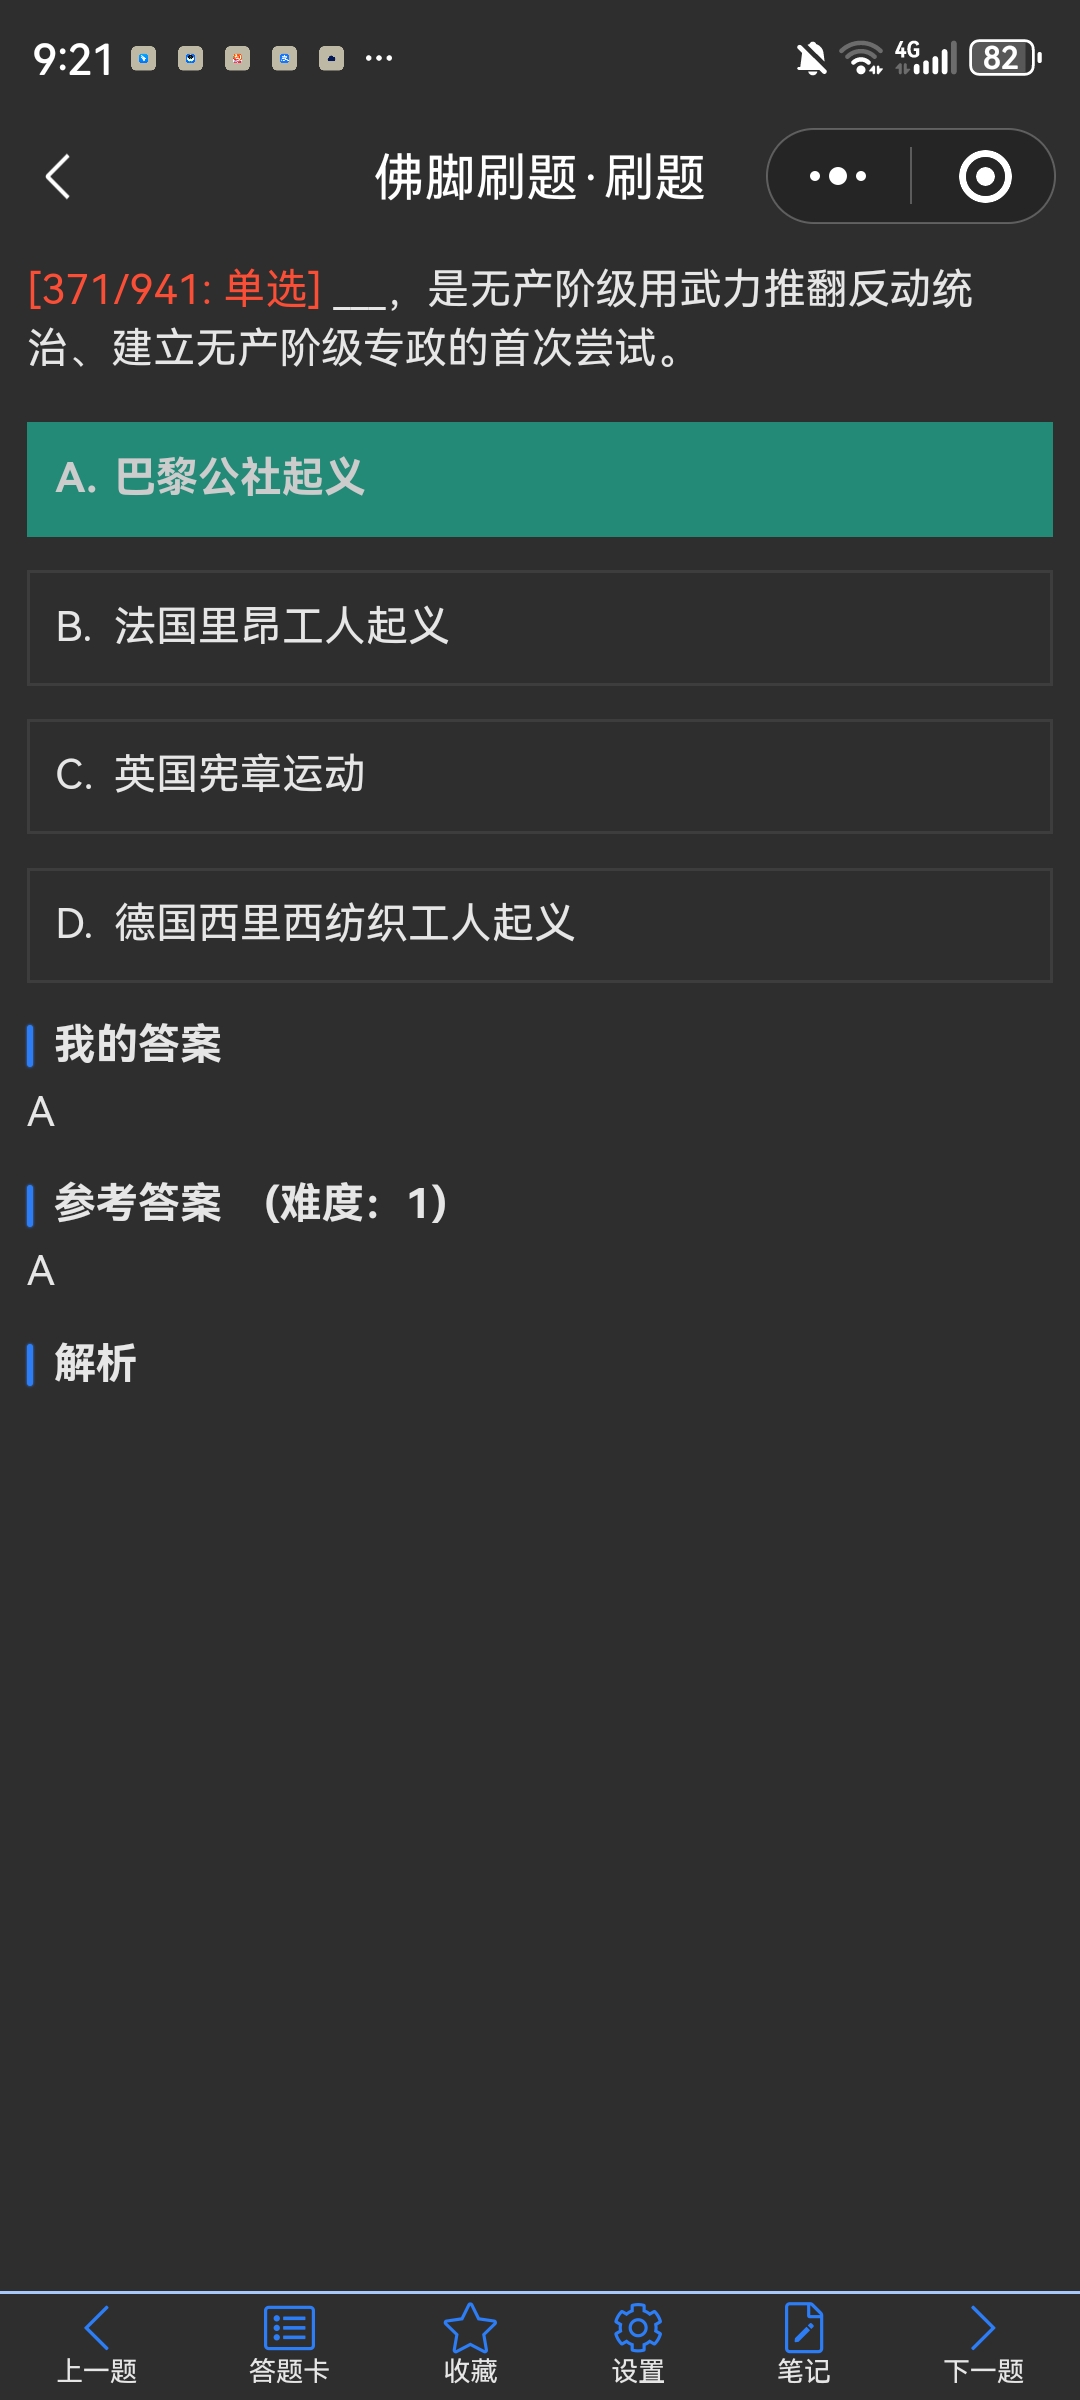 9:21
4G
82
佛脚刷题·刷题
[371/941: 单选] ___，是无产阶级用武力推翻反动统
治、建立无产阶级专政的首次尝试。
A. 巴黎公社起义
B. 法国里昂工人起义
C. 英国宪章运动
D. 德国西里西纺织工人起义
我的答案
A
参考答案 (难度：1)
A
解析
上一题 答题卡 收藏 设置 笔记 下一题